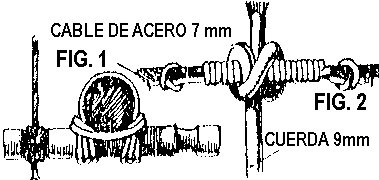 CABLE DE ACERO 7 mm
FIG. 1
FIG. 2
CUERDA 9mm